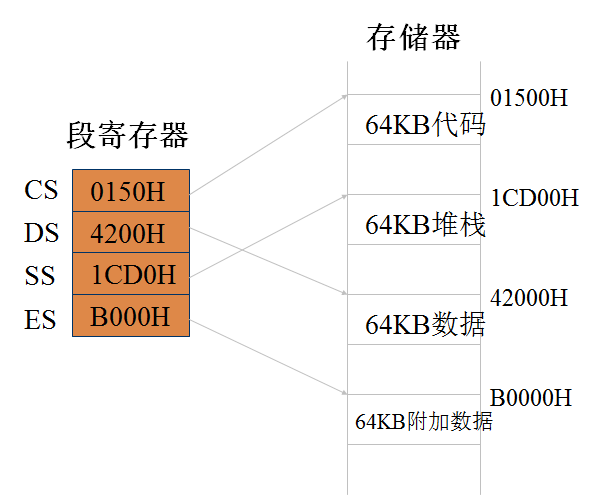 存储器
段寄存器
CS 0150H
DS 4200H
SS 1CD0H
ES B000H
01500H
64KB代码
1CD00H
64KB堆栈
42000H
64KB数据
B0000H
64KB附加数据